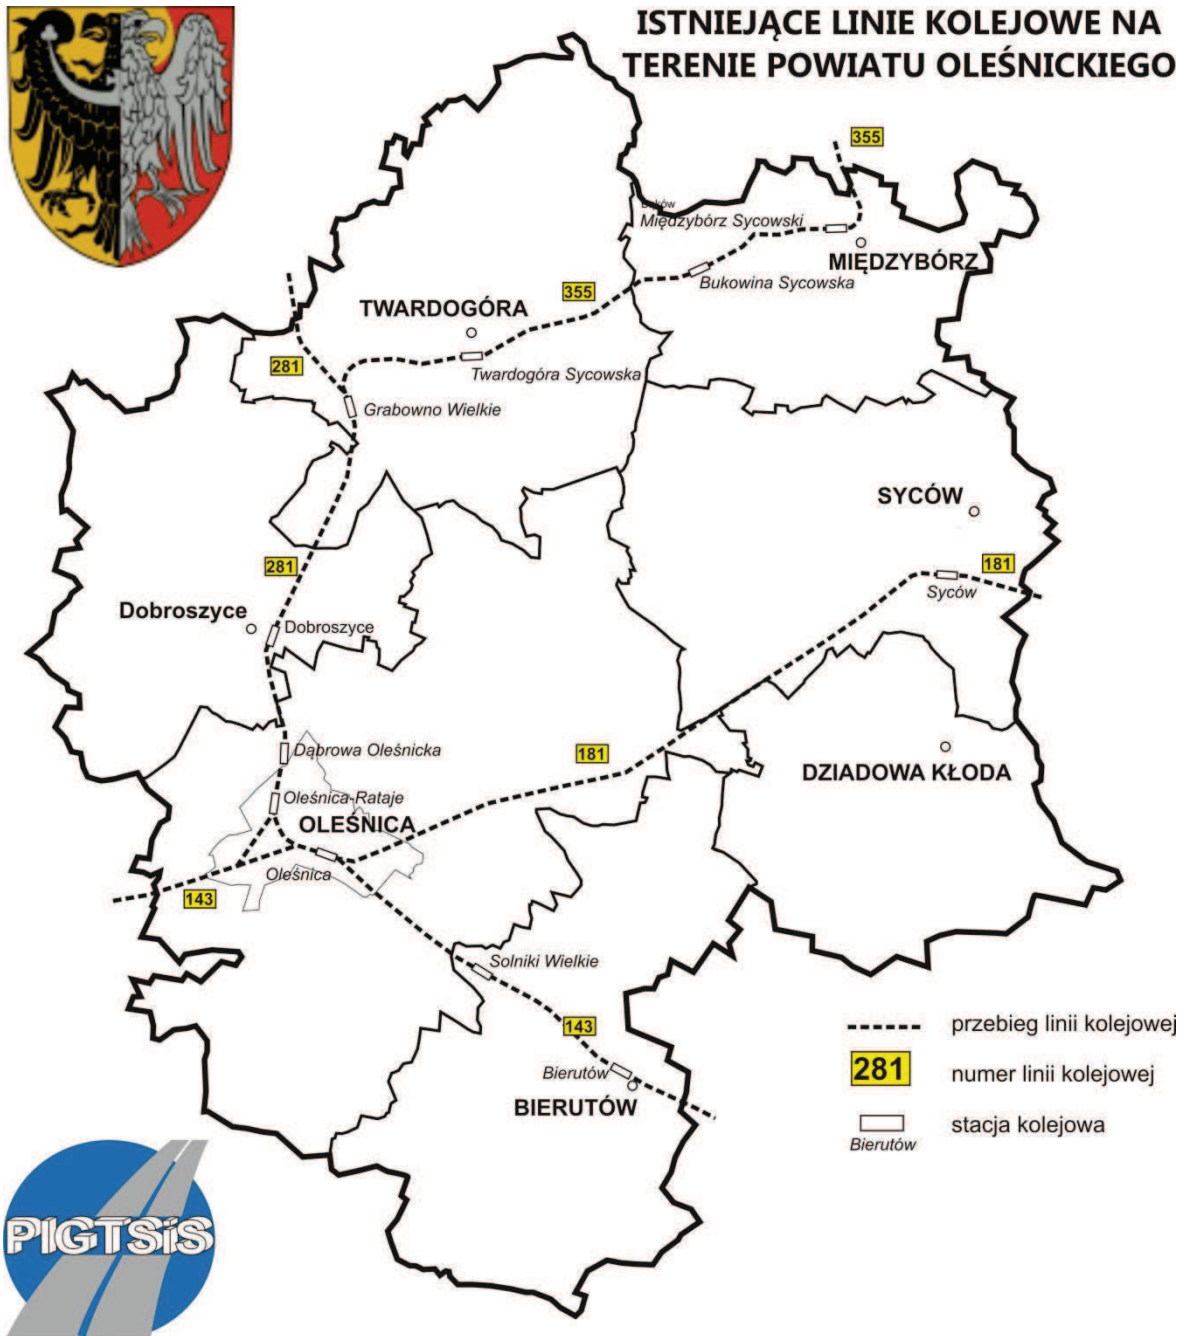 ISTNIEJĄCE LINIE KOLEJOWE NA
TERENIE POWIATU OLEŚNICKIEGO
355
Międzybórz Sycowski
MIĘDZYBÓRZ
Bukowina Sycowska
355
TWARDOGÓRA
281
Twardogóra Sycowska
Grabowno Wielkie
SYCÓW
281
181
Syców
Dobroszyce
Dobroszyce
Dąbrowa Oleśnicka
181
DZIADOWA KŁODA
Oleśnica-Rataje
OLEŚNICA
Oleśnica
143
Solniki Wielkie
143
Bierutów
BIERUTÓW
przebieg linii kolejowej
281 numer linii kolejowej
stacja kolejowa
Bierutów
PIGTSiS